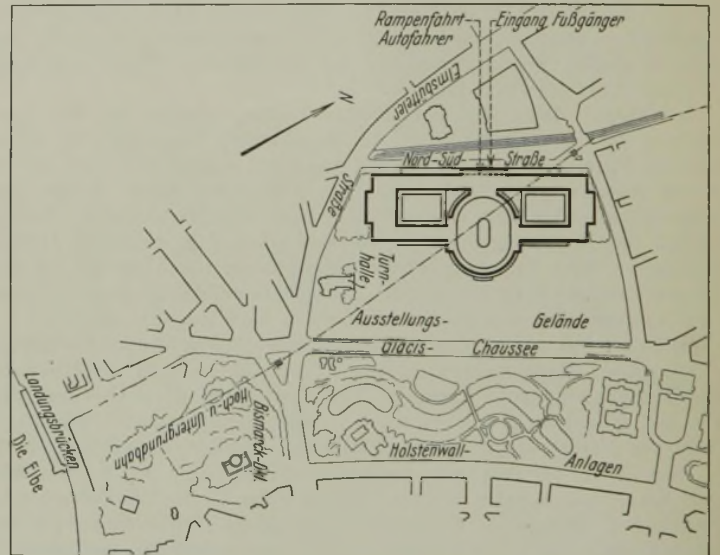 Rampenfahrt- Eingang Fußgänger
Autofahrer
Elmsbütteler
N
Nord-Süd- Straße
Straße
Turn-
halle
Ausstellungs- Gelände
Glacis- Chaussee
Landungsbrücken
Hoch- u. Untergrundbahn
Bismarck-Dkl.
Holstenwall-
Anlagen
Die Elbe